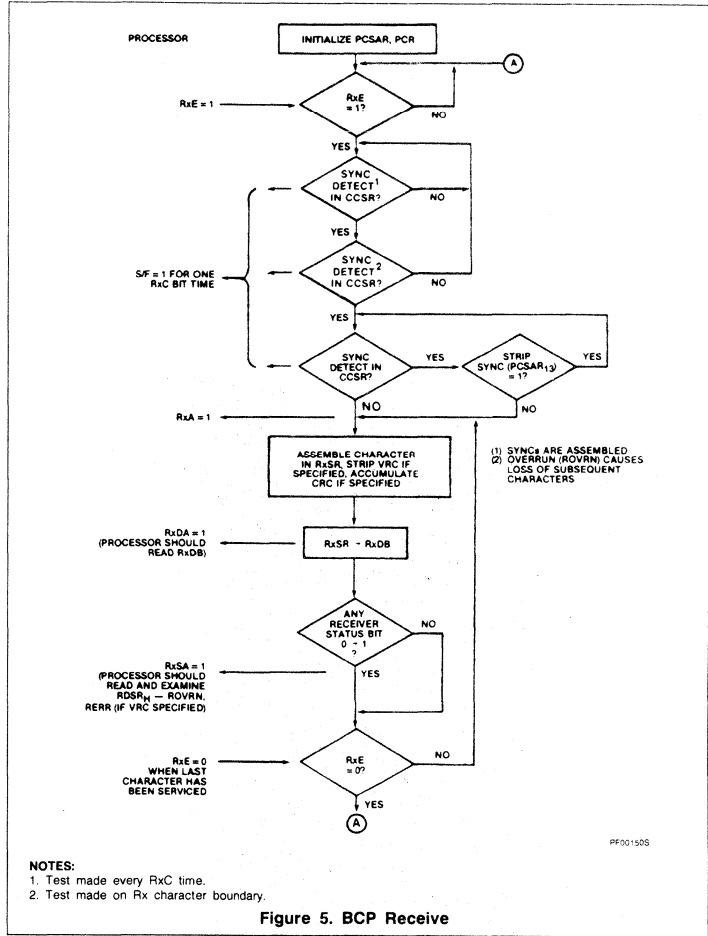 PROCESSOR
INITIALIZE PCSAR, PCR
A
RxE = 1
RxE
= 1?
NO
YES
SYNC
DETECT1
IN CCSR?
NO
YES
S/F = 1 FOR ONE
RxC BIT TIME
SYNC
DETECT2
IN CCSR?
NO
YES
SYNC
DETECT IN
CCSR?
YES
STRIP
SYNC (PCSAR13)
= 1?
YES
NO
NO
RxA = 1
ASSEMBLE CHARACTER
IN RxSR, STRIP VRC IF
SPECIFIED, ACCUMULATE
CRC IF SPECIFIED
(1) SYNCs ARE ASSEMBLED
(2) OVERRUN (ROVRN) CAUSES
LOSS OF SUBSEQUENT
CHARACTERS
RxDA = 1
(PROCESSOR SHOULD
READ RxDB)
RxSR → RxDB
ANY
RECEIVER
STATUS BIT
0 → 1
?
NO
YES
RxSA = 1
(PROCESSOR SHOULD
READ AND EXAMINE
RDSRH — ROVRN,
RERR (IF VRC SPECIFIED)
RxE = 0
WHEN LAST
CHARACTER HAS
BEEN SERVICED
RxE
= 0?
NO
YES
A
PF00150S
NOTES:
1. Test made every RxC time.
2. Test made on Rx character boundary.
Figure 5. BCP Receive